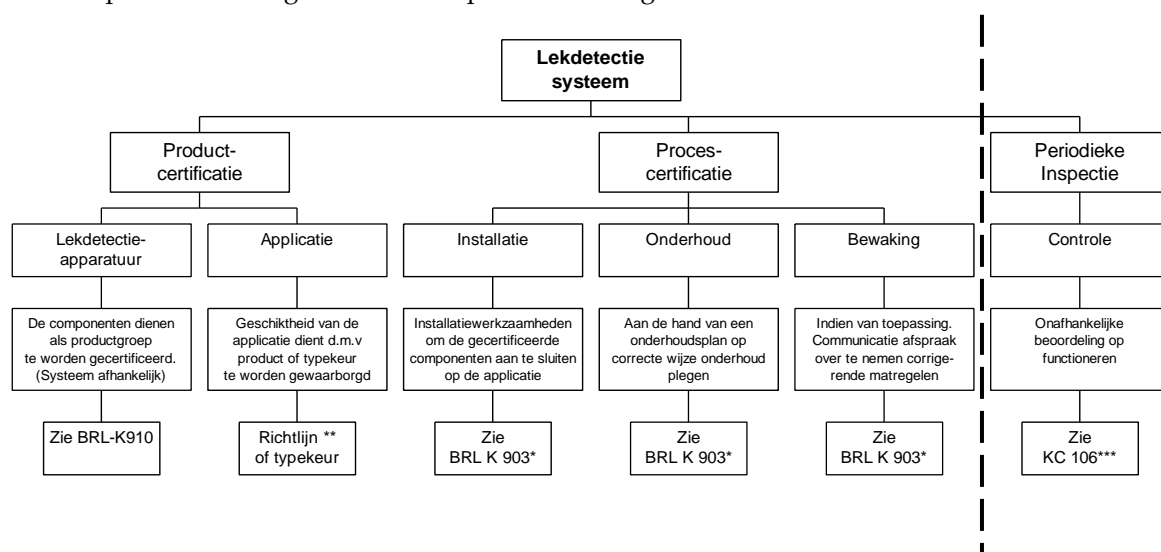 Lekdetectie
systeem
Product-
certificatie
Proces-
certificatie
Periodieke
Inspectie
Lekdetectie-
apparatuur
Applicatie
Installatie
Onderhoud
Bewaking
Controle
De componenten dienen
als productgroep
te worden gecertificeerd.
(Systeem afhankelijk)
Geschiktheid van de
applicatie dient d.m.v
product of typekeur
te worden gewaarborgd
Installatiewerkzaamheden
om de gecertificeerde
componenten aan te sluiten
op de applicatie
Aan de hand van een
onderhoudsplan op
correcte wijze onderhoud
plegen
Indien van toepassing.
Communicatie afspraak
over te nemen corrige-
rende matregelen
Onafhankelijke
beoordeling op
functioneren
Zie BRL-K910
Richtlijn **
of typekeur
Zie
BRL K 903*
Zie
BRL K 903*
Zie
BRL K 903*
Zie
KC 106***